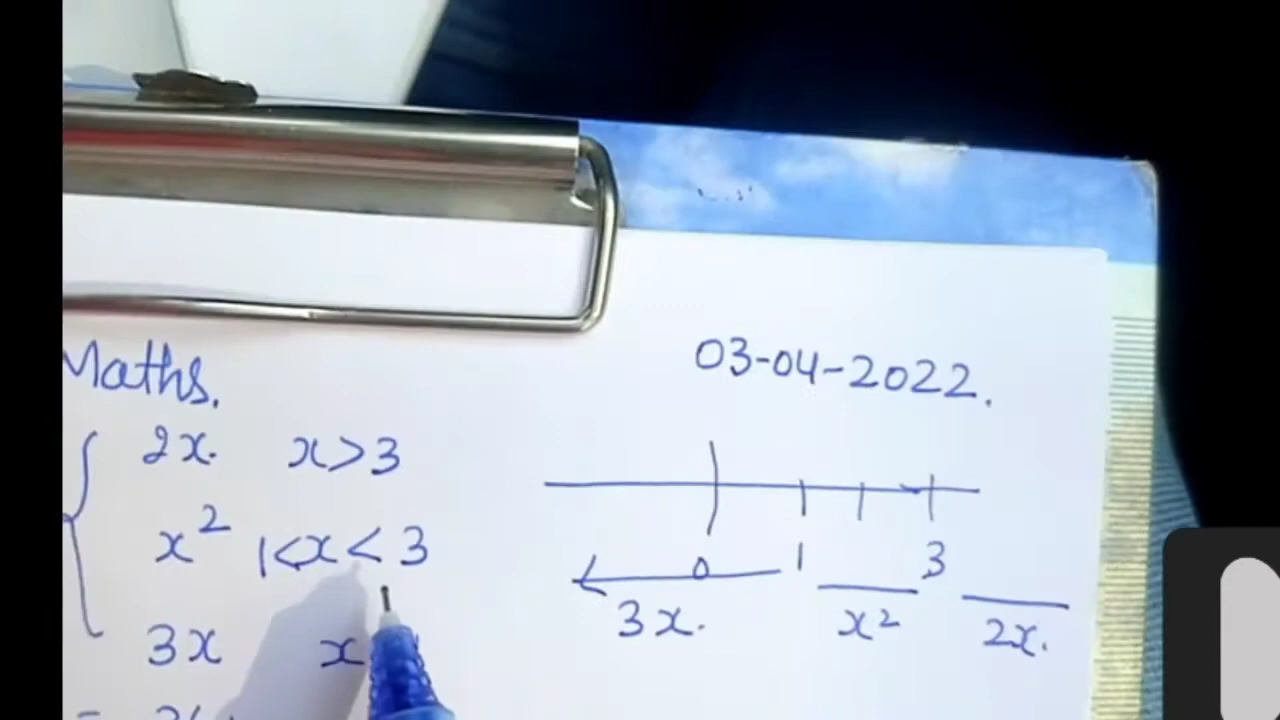 Maths.
03-04-2022.
2x. x>3
x² 1<x<3
0 1 3
3x. x² 2x.
3x x